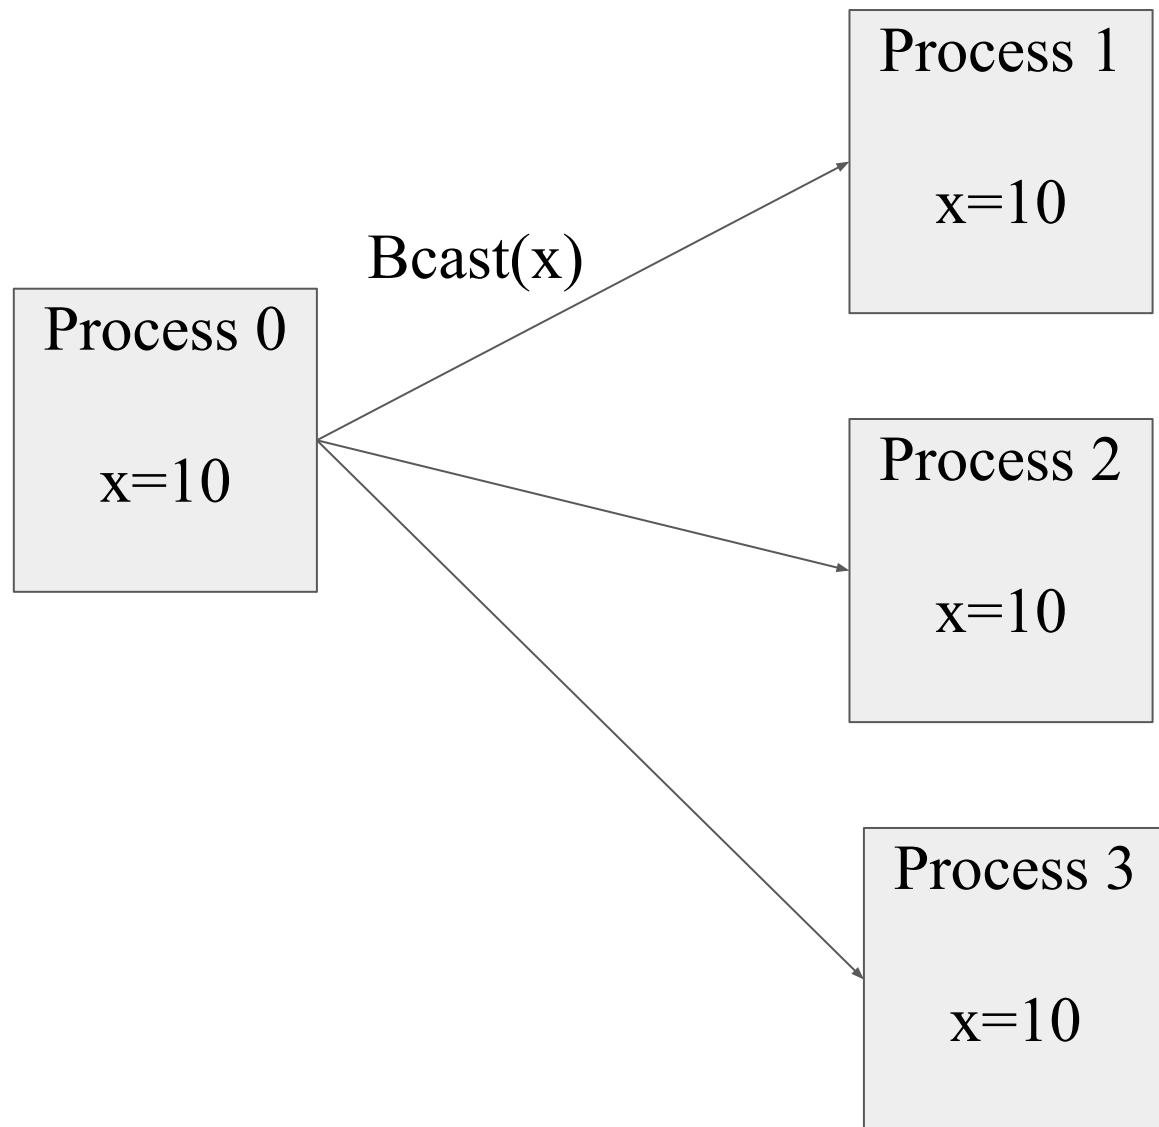 Process 1
x=10
Bcast(x)
Process 0
x=10
Process 2
x=10
Process 3
x=10